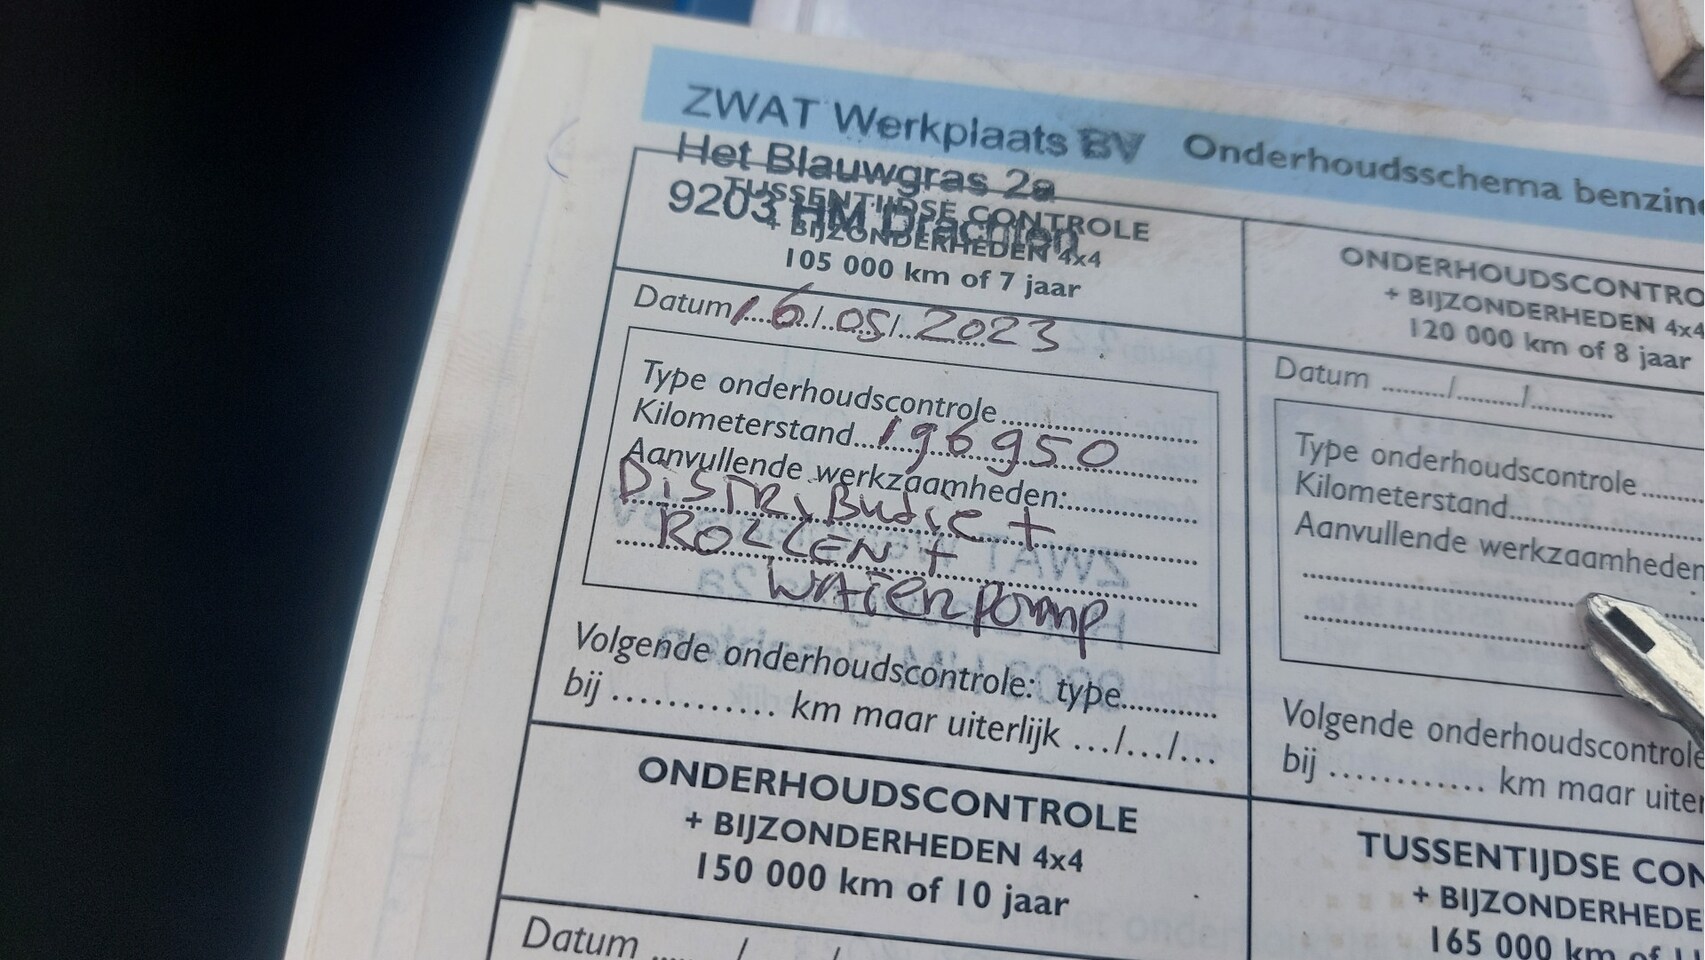 ZWAT Werkplaats BV
Het Blauwgras 2a
9203 HM Drachten
Onderhoudsschema benzine
TUSSENTIJDSE CONTROLE
+ BIJZONDERHEDEN 4x4
105 000 km of 7 jaar
Datum 16/05/2023
Type onderhoudscontrole
Kilometerstand 196950
Aanvullende werkzaamheden:
DiSTRiBUtie +
ROLLEN +
WATERpomp
Volgende onderhoudscontrole: type
bij ............ km maar uiterlijk .../.../...
ONDERHOUDSCONTRO
+ BIJZONDERHEDEN 4x4
120 000 km of 8 jaar
Datum ........./........./............
Type onderhoudscontrole
Kilometerstand
Aanvullende werkzaamheden
Volgende onderhoudscontrole
bij ............ km maar uiter
ONDERHOUDSCONTROLE
+ BIJZONDERHEDEN 4x4
150 000 km of 10 jaar
Datum
TUSSENTIJDSE CON
+ BIJZONDERHEDE
165 000 km of